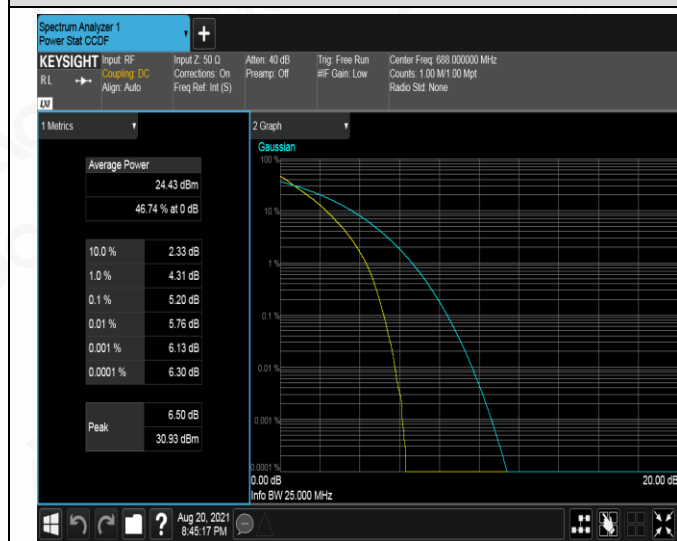 Spectrum Analyzer 1
Power Stat CCDF
+
KEYSIGHT
RL
LXI
Input: RF
Coupling: DC
Align: Auto
Input Z: 50 Ω
Corrections: On
Freq Ref: Int (S)
Atten: 40 dB
Preamp: Off
Trig: Free Run
#IF Gain: Low
Center Freq: 688.000000 MHz
Counts: 1.00 M/1.00 Mpt
Radio Std: None
1 Metrics
Average Power
24.43 dBm
46.74 % at 0 dB
10.0 % 2.33 dB
1.0 % 4.31 dB
0.1 % 5.20 dB
0.01 % 5.76 dB
0.001 % 6.13 dB
0.0001 % 6.30 dB
Peak
6.50 dB
30.93 dBm
2 Graph
Gaussian
100 %
10 %
1 %
0.1 %
0.01 %
0.001 %
0.0001 %
0.00 dB 20.00 dB
Info BW 25.000 MHz
?
Aug 20, 2021
8:45:17 PM